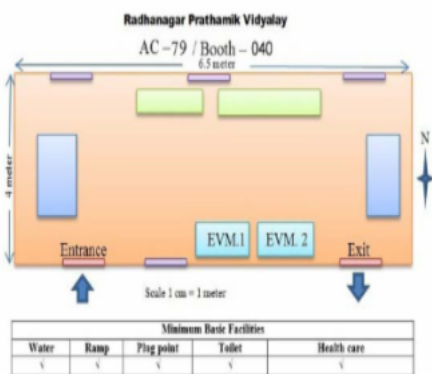 Radhanagar Prathamik Vidyalay
AC -79 / Booth - 040
6.5 meter
4 meter
N
EVM.1 EVM. 2
Entrance Exit
Scale 1 cm = 1 meter
Minimum Basic Facilities
Water Ramp Plug point Toilet Health care
√ √ √ √ √